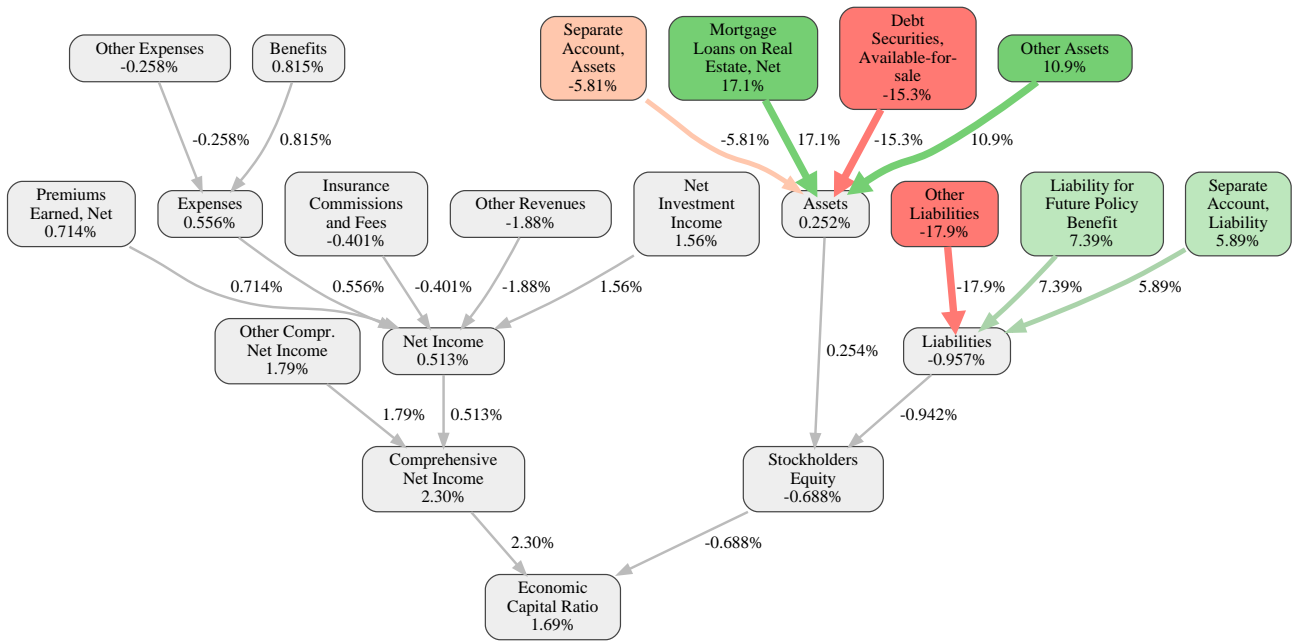 Other Expenses
-0.258%
Benefits
0.815%
Separate
Account,
Assets
-5.81%
Mortgage
Loans on Real
Estate, Net
17.1%
Debt
Securities,
Available-for-
sale
-15.3%
Other Assets
10.9%
-0.258%
0.815%
-5.81%
17.1%
-15.3%
10.9%
Premiums
Earned, Net
0.714%
Expenses
0.556%
Insurance
Commissions
and Fees
-0.401%
Other Revenues
-1.88%
Net
Investment
Income
1.56%
Assets
0.252%
Other
Liabilities
-17.9%
Liability for
Future Policy
Benefit
7.39%
Separate
Account,
Liability
5.89%
0.714%
0.556%
-0.401%
-1.88%
1.56%
-17.9%
7.39%
5.89%
Other Compr.
Net Income
1.79%
Net Income
0.513%
0.254%
Liabilities
-0.957%
1.79%
0.513%
-0.942%
Comprehensive
Net Income
2.30%
Stockholders
Equity
-0.688%
2.30%
-0.688%
Economic
Capital Ratio
1.69%